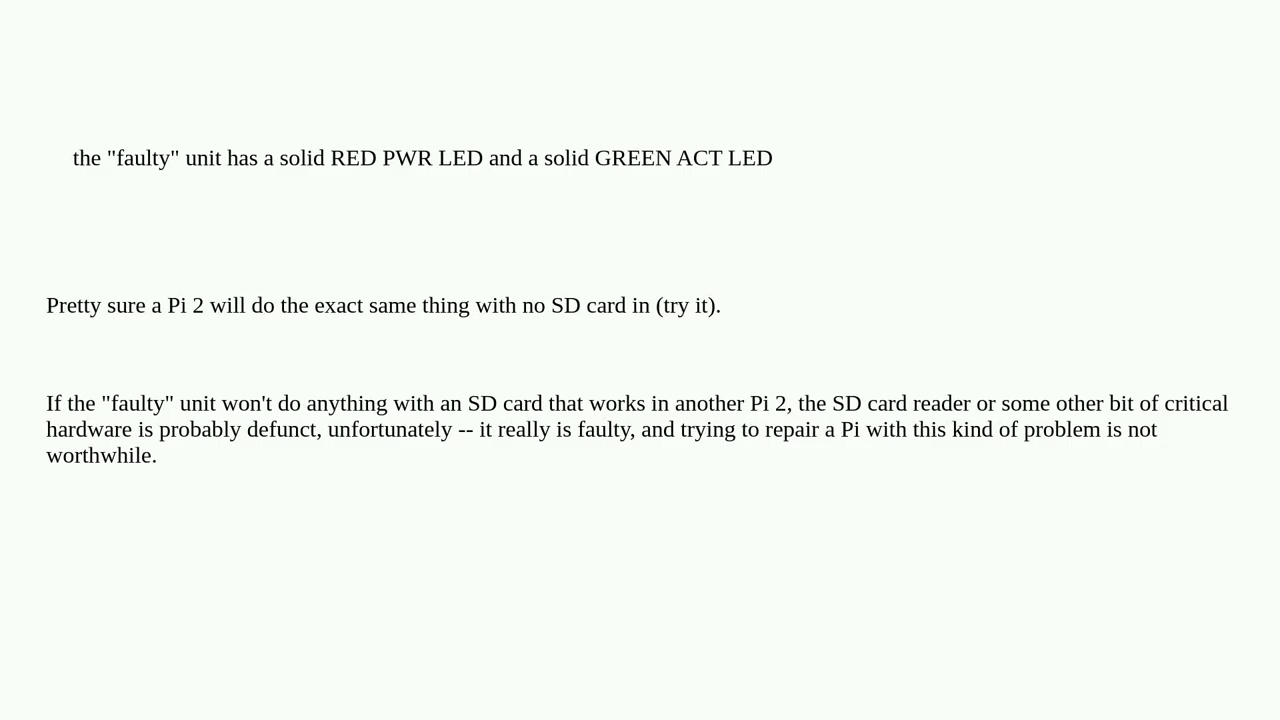 the "faulty" unit has a solid RED PWR LED and a solid GREEN ACT LED
Pretty sure a Pi 2 will do the exact same thing with no SD card in (try it).
If the "faulty" unit won't do anything with an SD card that works in another Pi 2, the SD card reader or some other bit of critical
hardware is probably defunct, unfortunately -- it really is faulty, and trying to repair a Pi with this kind of problem is not
worthwhile.